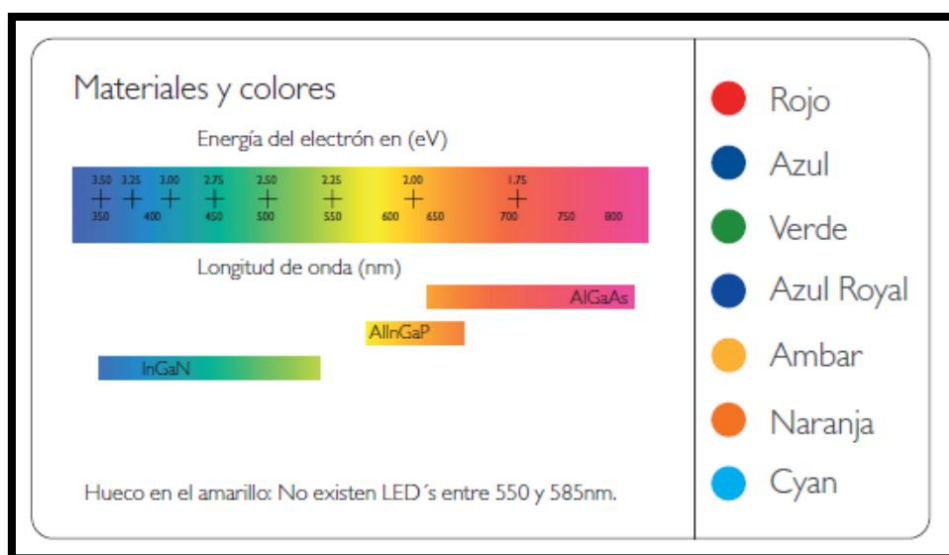 Materiales y colores
Energía del electrón en (eV)
3.50 3.25 3.00 2.75 2.50 2.25 2.00 1.75
350 400 450 500 550 600 650 700 750 800
Longitud de onda (nm)
AlGaAs
AlInGaP
InGaN
Hueco en el amarillo: No existen LED´s entre 550 y 585nm.
Rojo
Azul
Verde
Azul Royal
Ambar
Naranja
Cyan